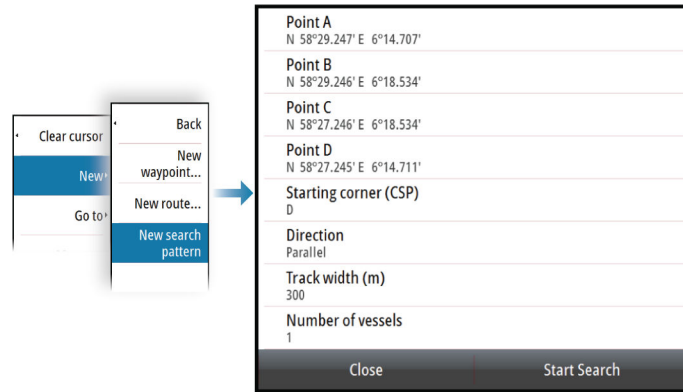 Clear cursor
New
Go to
Back
New
waypoint...
New route...
New search
pattern
Point A
N 58°29.247' E 6°14.707'
Point B
N 58°29.246' E 6°18.534'
Point C
N 58°27.246' E 6°18.534'
Point D
N 58°27.245' E 6°14.711'
Starting corner (CSP)
D
Direction
Parallel
Track width (m)
300
Number of vessels
1
Close
Start Search